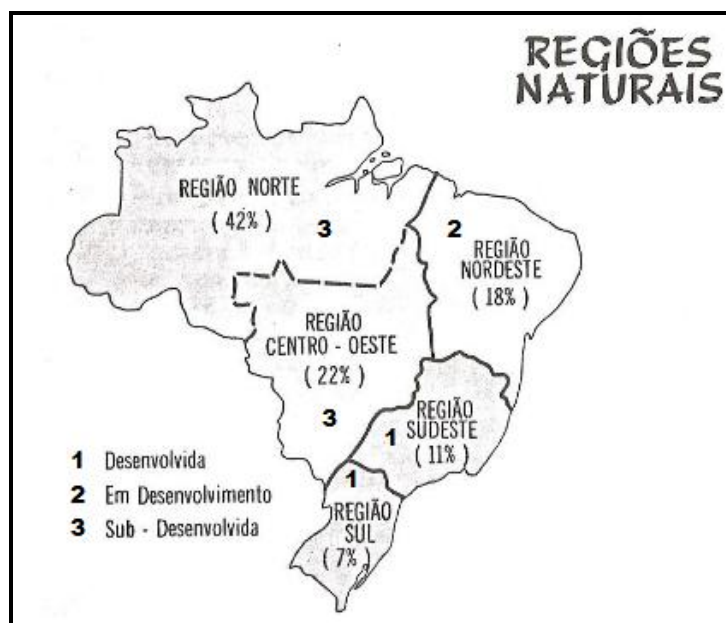 REGIÕES
NATURAIS
REGIÃO NORTE
( 42% )
3
2
REGIÃO
NORDESTE
( 18% )
REGIÃO
CENTRO - OESTE
( 22% )
3
REGIÃO
SUDESTE
1
( 11% )
1
REGIÃO
SUL
( 7% )
1 Desenvolvida
2 Em Desenvolvimento
3 Sub - Desenvolvida